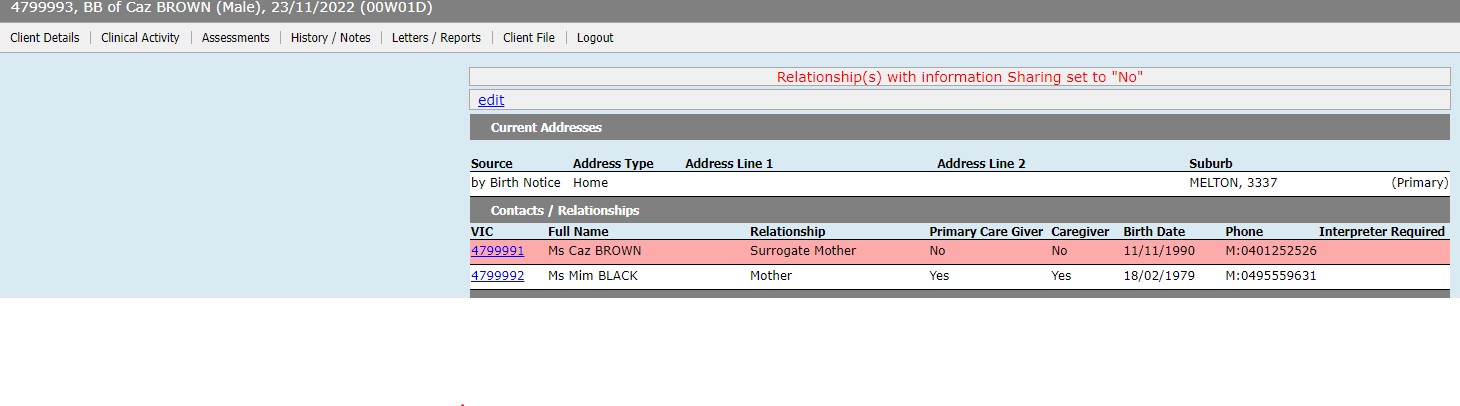 4799993, BB of Caz BROWN (Male), 23/11/2022 (00W01D)
Client Details Clinical Activity Assessments History / Notes Letters / Reports Client File Logout
Relationship(s) with information Sharing set to "No"
edit
Current Addresses
Source Address Type Address Line 1 Address Line 2 Suburb
by Birth Notice Home MELTON, 3337 (Primary)
Contacts / Relationships
VIC Full Name Relationship Primary Care Giver Caregiver Birth Date Phone Interpreter Required
4799991 Ms Caz BROWN Surrogate Mother No No 11/11/1990 M:0401252526
4799992 Ms Mim BLACK Mother Yes Yes 18/02/1979 M:0495559631